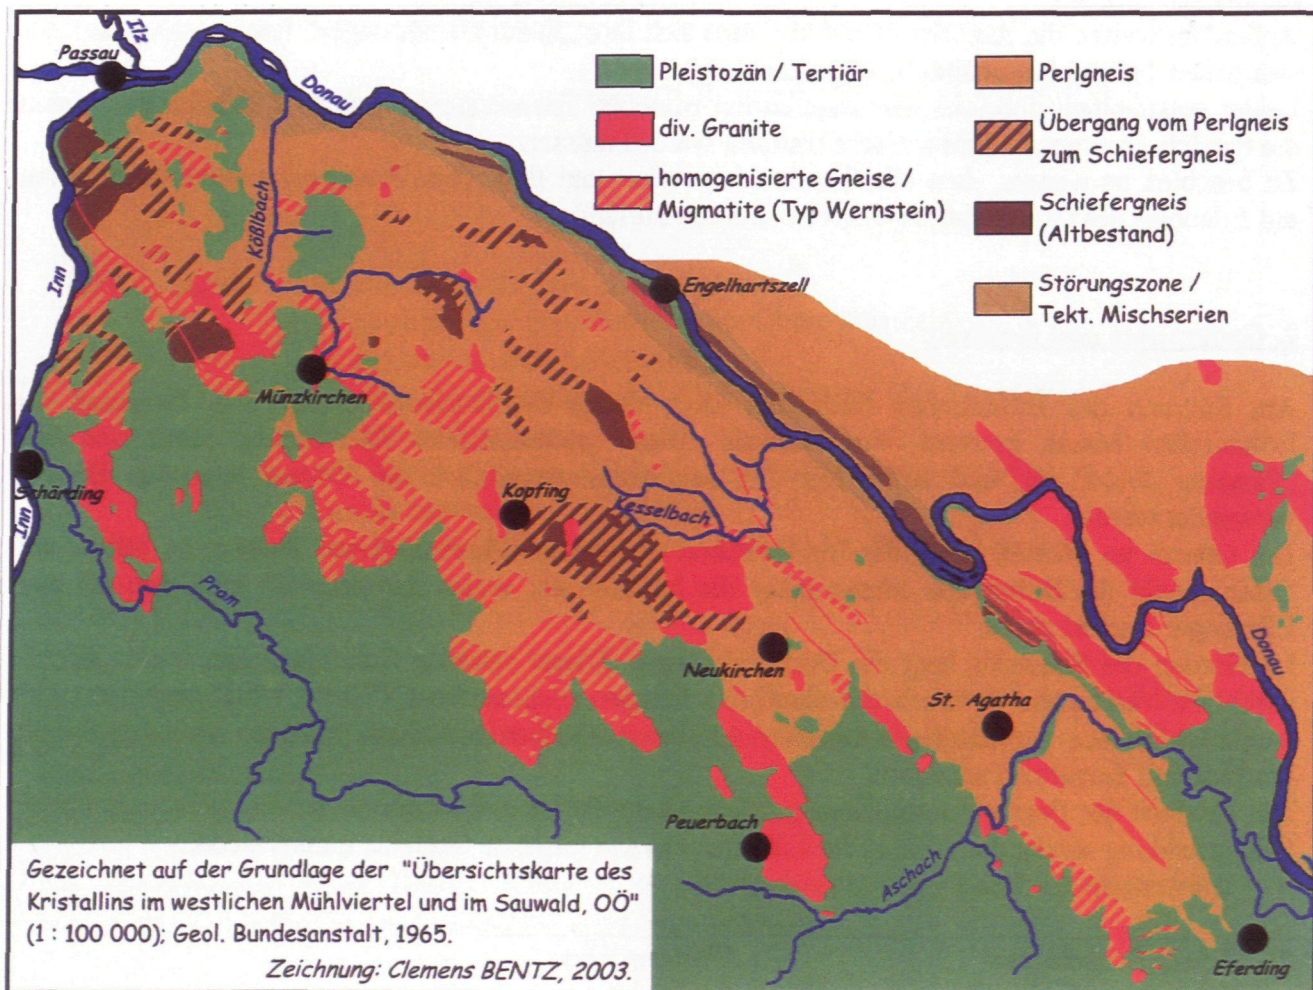 Ilz
Passau
Donau
Pleistozän / Tertiär
div. Granite
homogenisierte Gneise /
Migmatite (Typ Wernstein)
Perlgneis
Übergang vom Perlgneis
zum Schiefergneis
Schiefergneis
(Altbestand)
Störungszone /
Tekt. Mischserien
Kößlbach
Inn
Engelhartszell
Münzkirchen
Schärding
Inn
Kopfing
Kesselbach
Pram
Neukirchen
St. Agatha
Donau
Peuerbach
Aschach
Eferding
Gezeichnet auf der Grundlage der "Übersichtskarte des
Kristallins im westlichen Mühlviertel und im Sauwald, OÖ"
(1 : 100 000); Geol. Bundesanstalt, 1965.
Zeichnung: Clemens BENTZ, 2003.